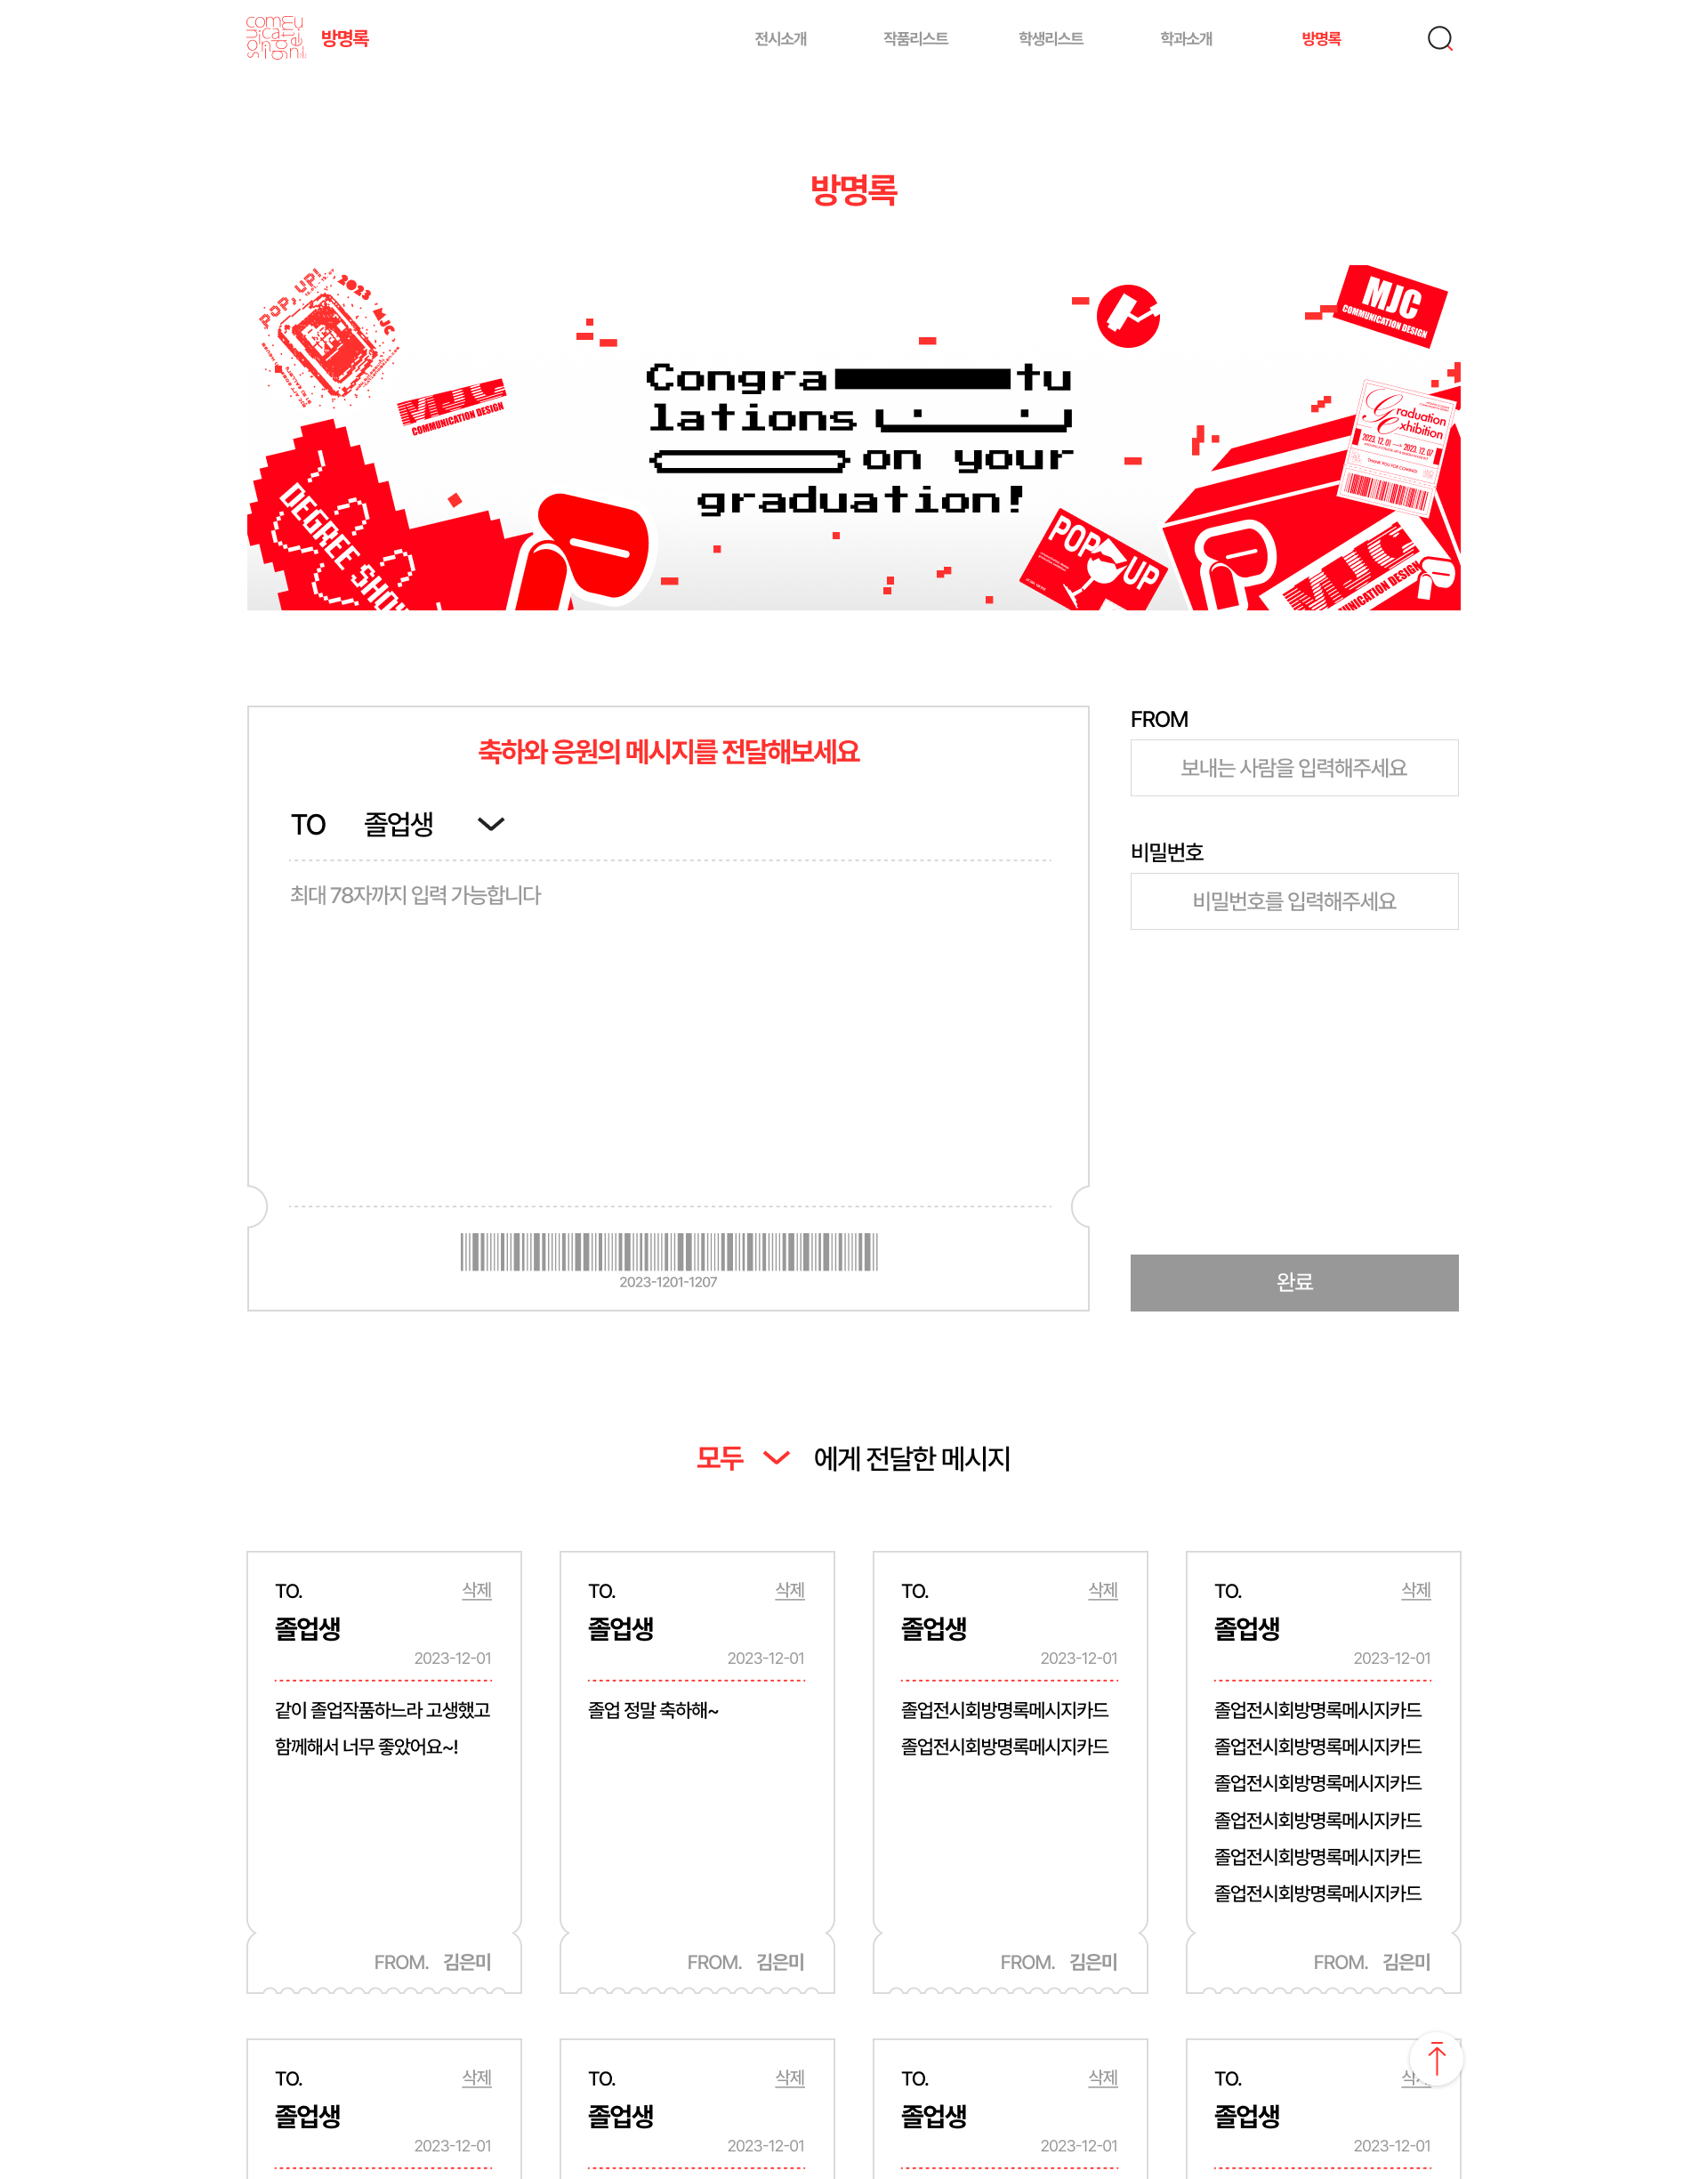 방명록
전시소개
작품리스트
학생리스트
학과소개
방명록
방명록
POP, UP! 2023 MJC
MJC
COMMUNICATION DESIGN
DEGREE SHOW
Congra tu
lations
on your
graduation!
MJC
COMMUNICATION DESIGN
Graduation
Exhibition
2023. 12. 01
2023. 12. 07
THANK YOU FOR COMING!
POP UP
MJC
축하와 응원의 메시지를 전달해보세요
TO 졸업생
최대 78자까지 입력 가능합니다
2023-1201-1207
FROM
보내는 사람을 입력해주세요
비밀번호
비밀번호를 입력해주세요
완료
모두 에게 전달한 메시지
TO. 삭제
졸업생
2023-12-01
같이 졸업작품하느라 고생했고
함께해서 너무 좋았어요~!
FROM. 김은미
TO. 삭제
졸업생
2023-12-01
졸업 정말 축하해~
FROM. 김은미
TO. 삭제
졸업생
2023-12-01
졸업전시회방명록메시지카드
졸업전시회방명록메시지카드
FROM. 김은미
TO. 삭제
졸업생
2023-12-01
졸업전시회방명록메시지카드
졸업전시회방명록메시지카드
졸업전시회방명록메시지카드
졸업전시회방명록메시지카드
졸업전시회방명록메시지카드
졸업전시회방명록메시지카드
FROM. 김은미
TO. 삭제
졸업생
2023-12-01
TO. 삭제
졸업생
2023-12-01
TO. 삭제
졸업생
2023-12-01
TO.
졸업생
2023-12-01